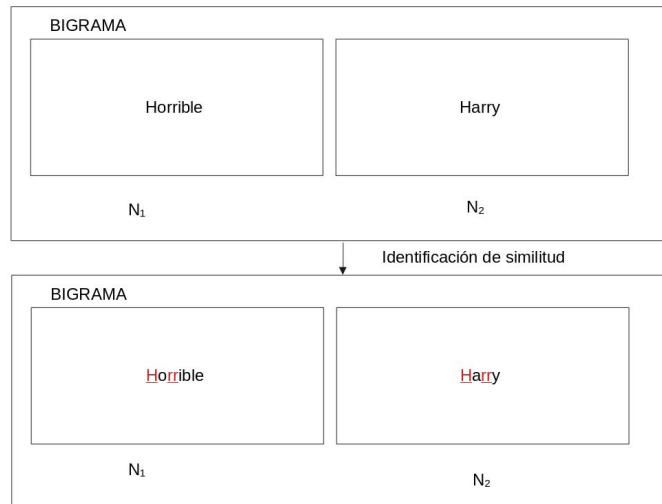 BIGRAMA
Horrible
Harry
N₁
N₂
Identificación de similitud
BIGRAMA
Horrible
Harry
N₁
N₂